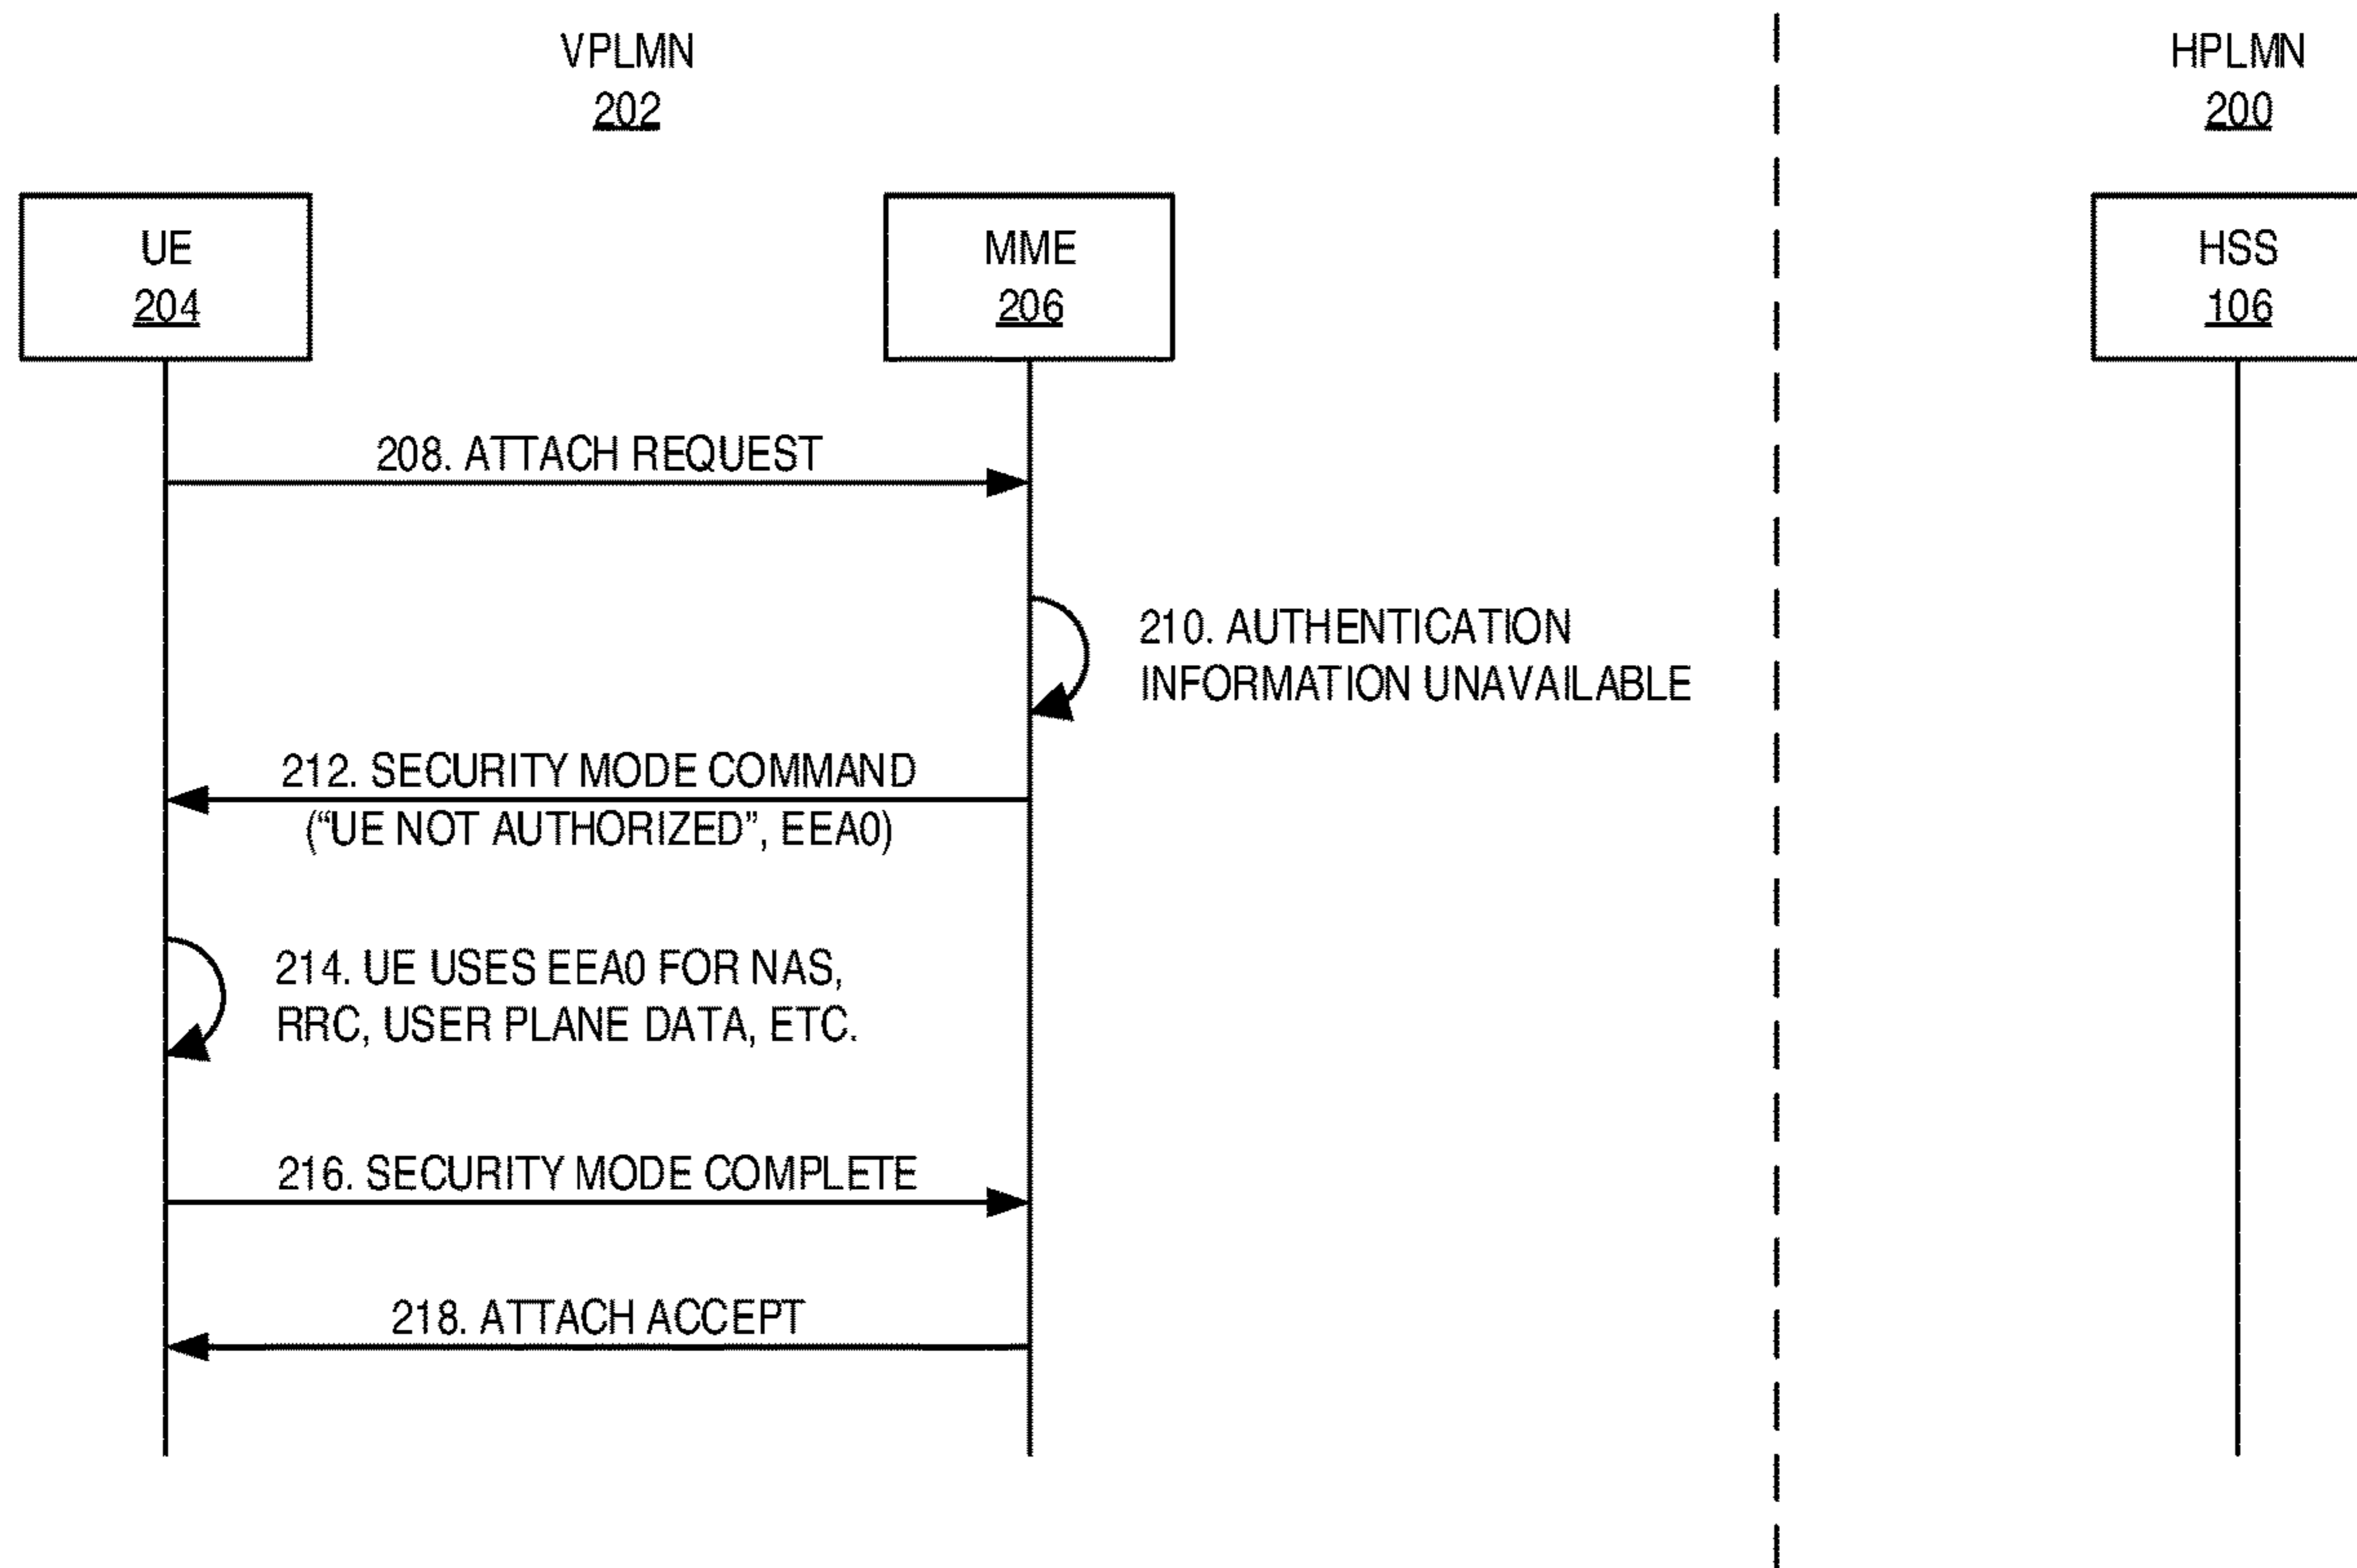 VPLMN
202
HPLMN
200
UE
204
MME
206
HSS
106
208. ATTACH REQUEST
210. AUTHENTICATION
INFORMATION UNAVAILABLE
212. SECURITY MODE COMMAND
(“UE NOT AUTHORIZED”, EEA0)
214. UE USES EEA0 FOR NAS,
RRC, USER PLANE DATA, ETC.
216. SECURITY MODE COMPLETE
218. ATTACH ACCEPT